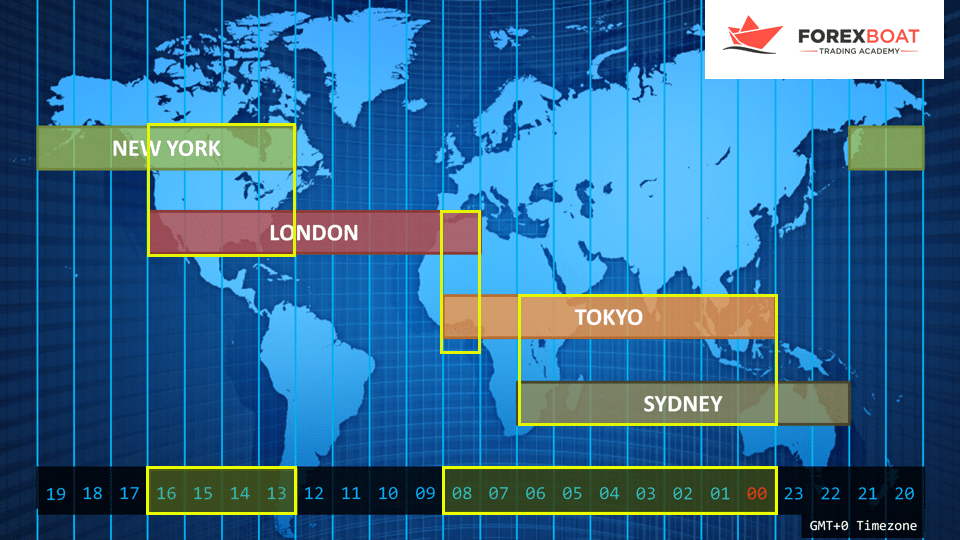 FOREXBOAT
TRADING ACADEMY
NEW YORK
LONDON
TOKYO
SYDNEY
19 18 17 16 15 14 13 12 11 10 09 08 07 06 05 04 03 02 01 00 23 22 21 20
GMT+0 Timezone